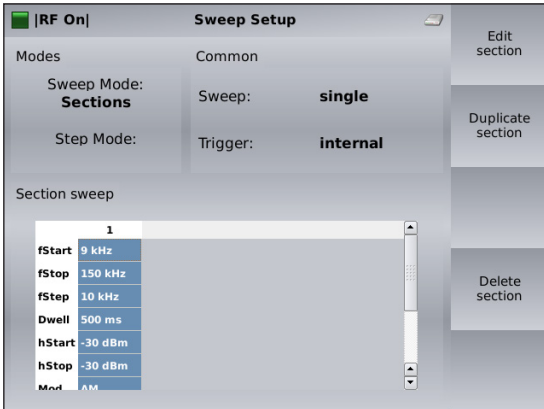 |RF On|
Sweep Setup
Modes
Common
Sweep Mode:
Sections
Step Mode:
Sweep:
single
Trigger:
internal
Section sweep
1
fStart 9 kHz
fStop 150 kHz
fStep 10 kHz
Dwell 500 ms
hStart -30 dBm
hStop -30 dBm
Mod AM
Edit
section
Duplicate
section
Delete
section